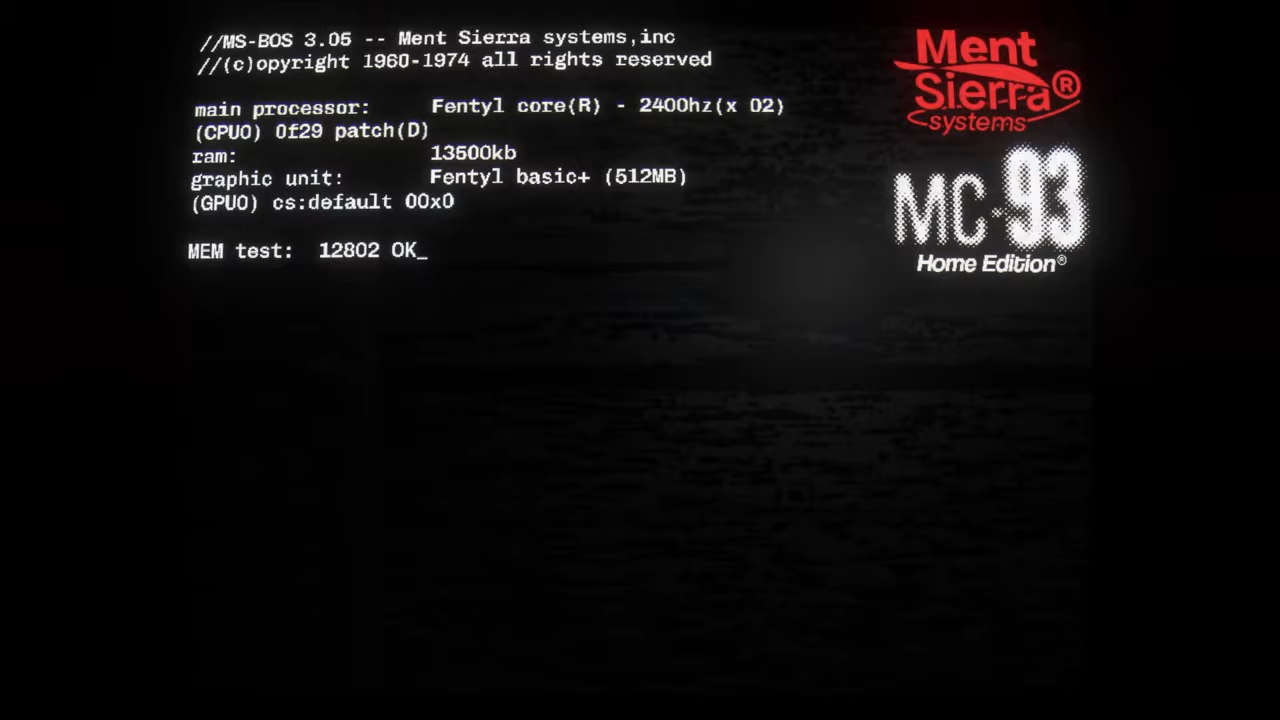 //MS-BOS 3.05 -- Ment Sierra systems,inc
//(c)opyright 1960-1974 all rights reserved
main processor: Fentyl core(R) - 2400hz(x 02)
(CPU0) 0f29 patch(D)
ram: 13500kb
graphic unit: Fentyl basic+ (512MB)
(GPU0) cs:default 00x0
MEM test: 12802 OK_
Ment
Sierra®
systems
MC-93
Home Edition®